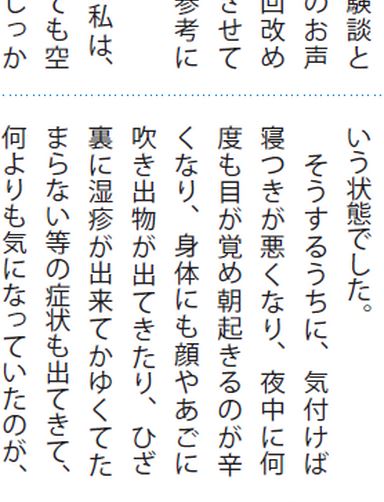 験談と
のお声
回改め
させて
参考に
私は、
ても空
しっか
いう状態でした。
そうするうちに、気付けば
寝つきが悪くなり、夜中に何
度も目が覚め朝起きるのが辛
くなり、身体にも顔やあごに
吹き出物が出てきたり、ひざ
裏に湿疹が出来てかゆくてた
まらない等の症状も出てきて、
何よりも気になっていたのが、